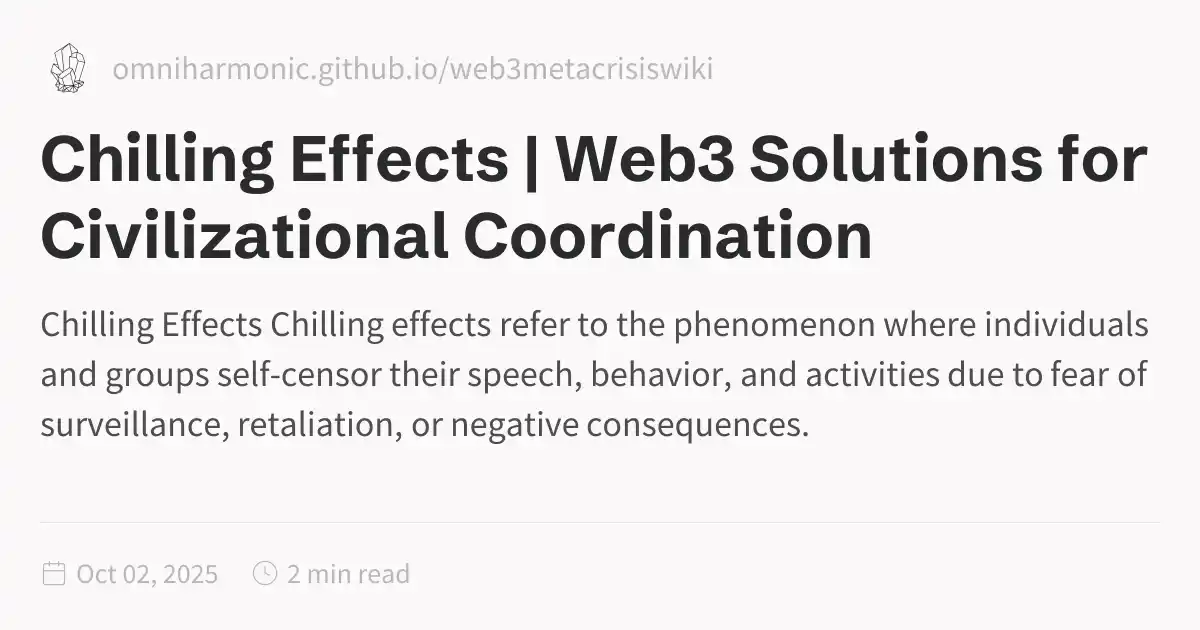 omniharmonic.github.io/web3metacrisiswiki
Chilling Effects | Web3 Solutions for
Civilizational Coordination
Chilling Effects Chilling effects refer to the phenomenon where individuals
and groups self-censor their speech, behavior, and activities due to fear of
surveillance, retaliation, or negative consequences.
Oct 02, 2025 2 min read